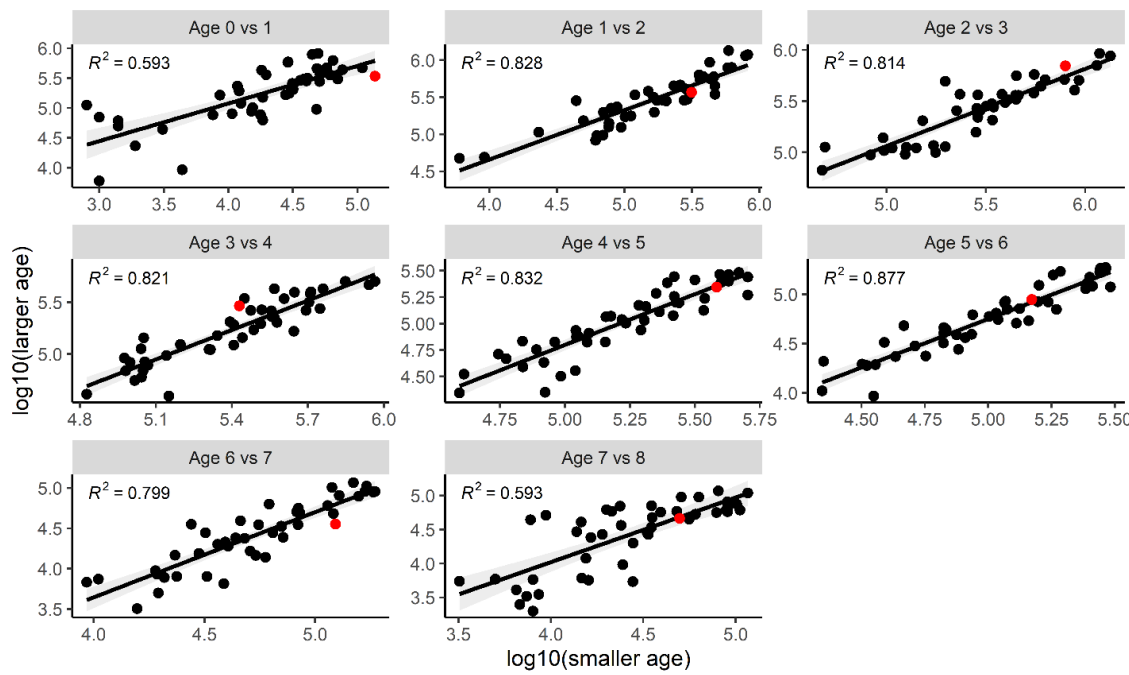 Age 0 vs 1
Age 1 vs 2
Age 2 vs 3
R² = 0.593
R² = 0.828
R² = 0.814
6.0
5.5
5.0
4.5
4.0
6.0
5.5
5.0
4.5
6.0
5.5
5.0
3.0 3.5 4.0 4.5 5.0
4.0 4.5 5.0 5.5 6.0
5.0 5.5 6.0
Age 3 vs 4
Age 4 vs 5
Age 5 vs 6
R² = 0.821
R² = 0.832
R² = 0.877
5.5
5.0
5.50
5.25
5.00
4.75
4.50
5.0
4.5
4.0
4.8 5.1 5.4 5.7 6.0
4.75 5.00 5.25 5.50 5.75
4.50 4.75 5.00 5.25 5.50
Age 6 vs 7
Age 7 vs 8
R² = 0.799
R² = 0.593
5.0
4.5
4.0
3.5
5.0
4.5
4.0
3.5
4.0 4.5 5.0
3.5 4.0 4.5 5.0
log10(larger age)
log10(smaller age)